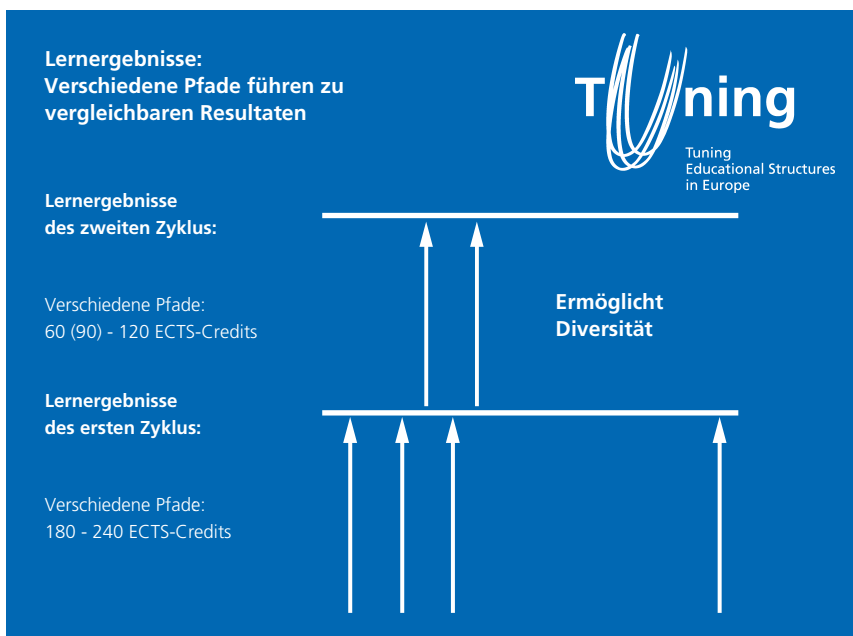 Lernergebnisse:
Verschiedene Pfade führen zu
vergleichbaren Resultaten
Tuning
Tuning
Educational Structures
in Europe
Lernergebnisse
des zweiten Zyklus:
Verschiedene Pfade:
60 (90) - 120 ECTS-Credits
Ermöglicht
Diversität
Lernergebnisse
des ersten Zyklus:
Verschiedene Pfade:
180 - 240 ECTS-Credits